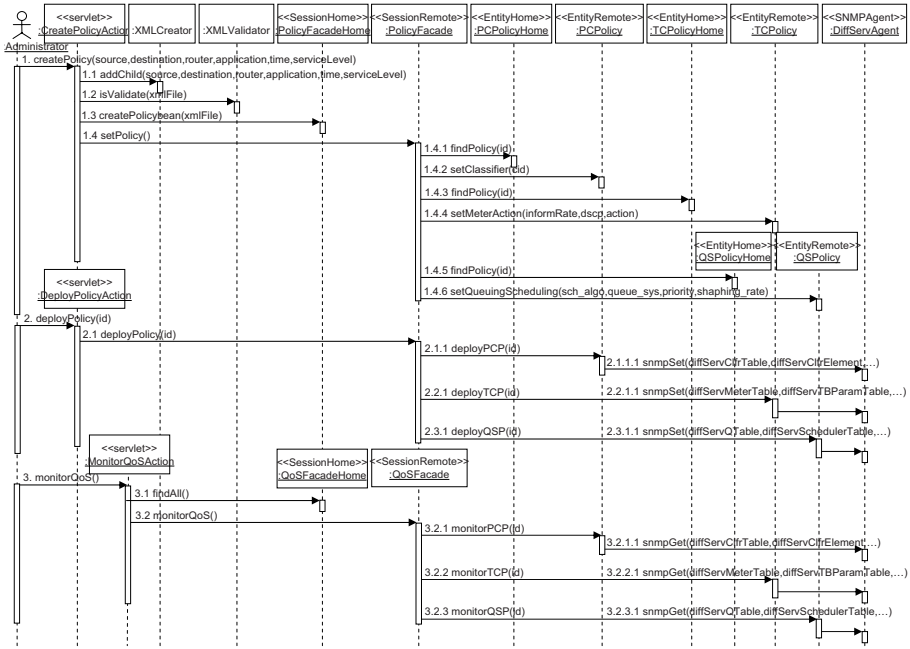 <<servlet>>
:CreatePolicyAction
:XMLCreator
:XMLValidator
<<SessionHome>>
:PolicyFacadeHome
<<SessionRemote>>
:PolicyFacade
<<EntityHome>>
:PCPolicyHome
<<EntityRemote>>
:PCPolicy
<<EntityHome>>
:TCPolicyHome
<<EntityRemote>>
:TCPolicy
<<SNMPAgent>>
:DiffServAgent
Administrator
1. createPolicy(source,destination,router,application,time,serviceLevel)
1.1 addChild(source,destination,router,application,time,serviceLevel)
1.2 isValidate(xmlFile)
1.3 createPolicybean(xmlFile)
1.4 setPolicy()
1.4.1 findPolicy(id)
1.4.2 setClassifier(cid)
1.4.3 findPolicy(id)
1.4.4 setMeterAction(informRate,dscp,action)
<<EntityHome>>
:QSPolicyHome
<<EntityRemote>>
:QSPolicy
1.4.5 findPolicy(id)
<<servlet>>
:DeployPolicyAction
1.4.6 setQueuingScheduling(sch_algo,queue_sys,priority,shaphing_rate)
2. deployPolicy(id)
2.1 deployPolicy(id)
2.1.1 deployPCP(id)
2.1.1.1 snmpSet(diffServClfrTable,diffServClfrElement,...)
2.2.1 deployTCP(id)
2.2.1.1 snmpSet(diffServMeterTable,diffServTBParamTable,...)
2.3.1 deployQSP(id)
2.3.1.1 snmpSet(diffServQTable,diffServSchedulerTable,...)
<<servlet>>
:MonitorQoSAction
<<SessionHome>>
:QoSFacadeHome
<<SessionRemote>>
:QoSFacade
3. monitorQoS()
3.1 findAll()
3.2 monitorQoS()
3.2.1 monitorPCP(id)
3.2.1.1 snmpGet(diffServClfrTable,diffServClfrElement,...)
3.2.2 monitorTCP(id)
3.2.2.1 snmpGet(diffServMeterTable,diffServTBParamTable,...)
3.2.3 monitorQSP(id)
3.2.3.1 snmpGet(diffServQTable,diffServSchedulerTable,...)